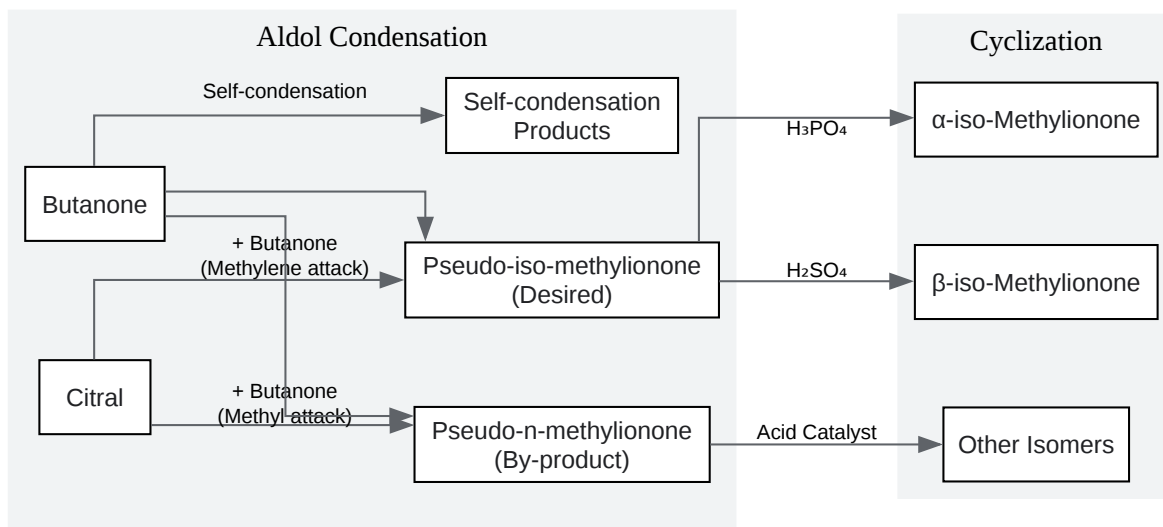 Aldol Condensation
Cyclization
Self-condensation
Self-condensation
Products
H₃PO₄
α-iso-Methylionone
Butanone
+ Butanone
(Methylene attack)
Pseudo-iso-methylionone
(Desired)
H₂SO₄
β-iso-Methylionone
Citral
+ Butanone
(Methyl attack)
Pseudo-n-methylionone
(By-product)
Acid Catalyst
Other Isomers